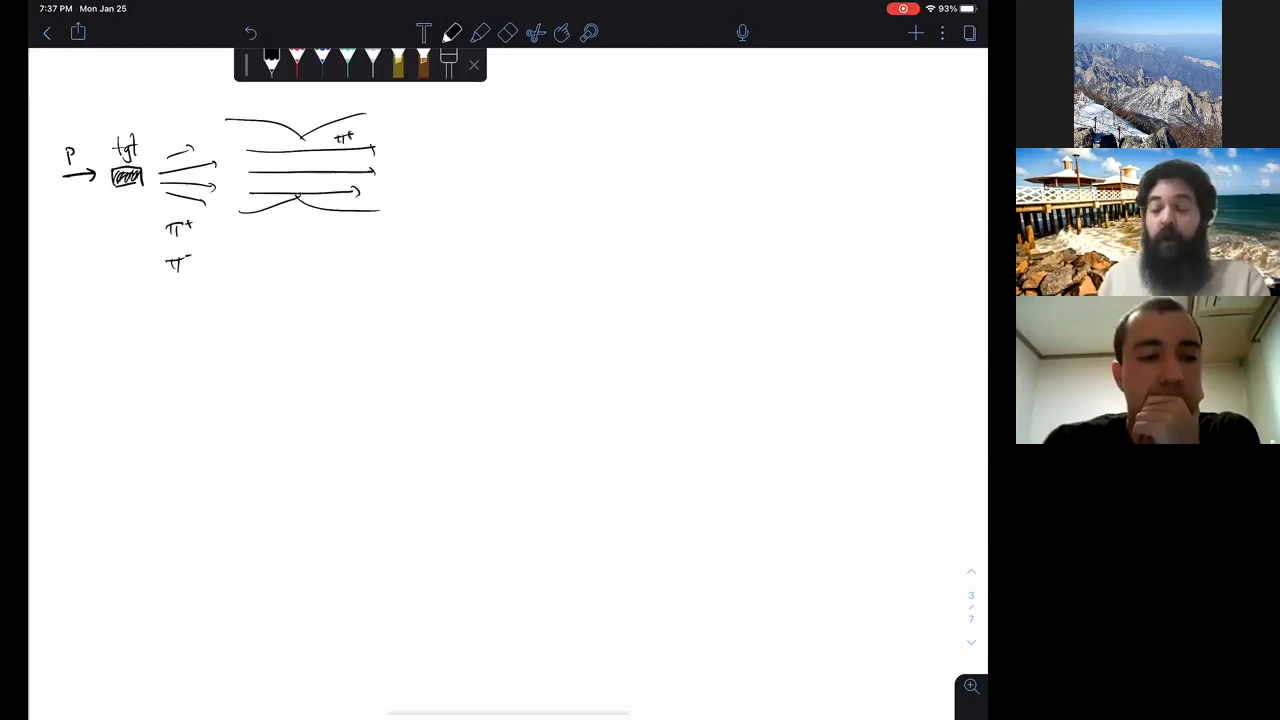 7:37 PM Mon Jan 25
93%
T
P
tgt
π+
π+
π-
3
/
7